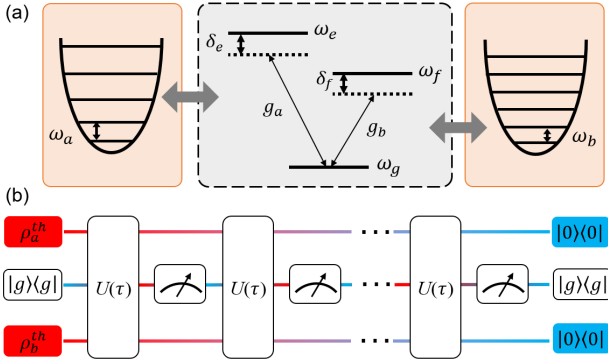 (a)
δ_e ω_e
δ_f ω_f
ω_a g_a g_b ω_b
ω_g
(b)
ρ_a^{th} |0⟩⟨0|
|g⟩⟨g| U(τ) U(τ) ... U(τ) |g⟩⟨g|
ρ_b^{th} |0⟩⟨0|